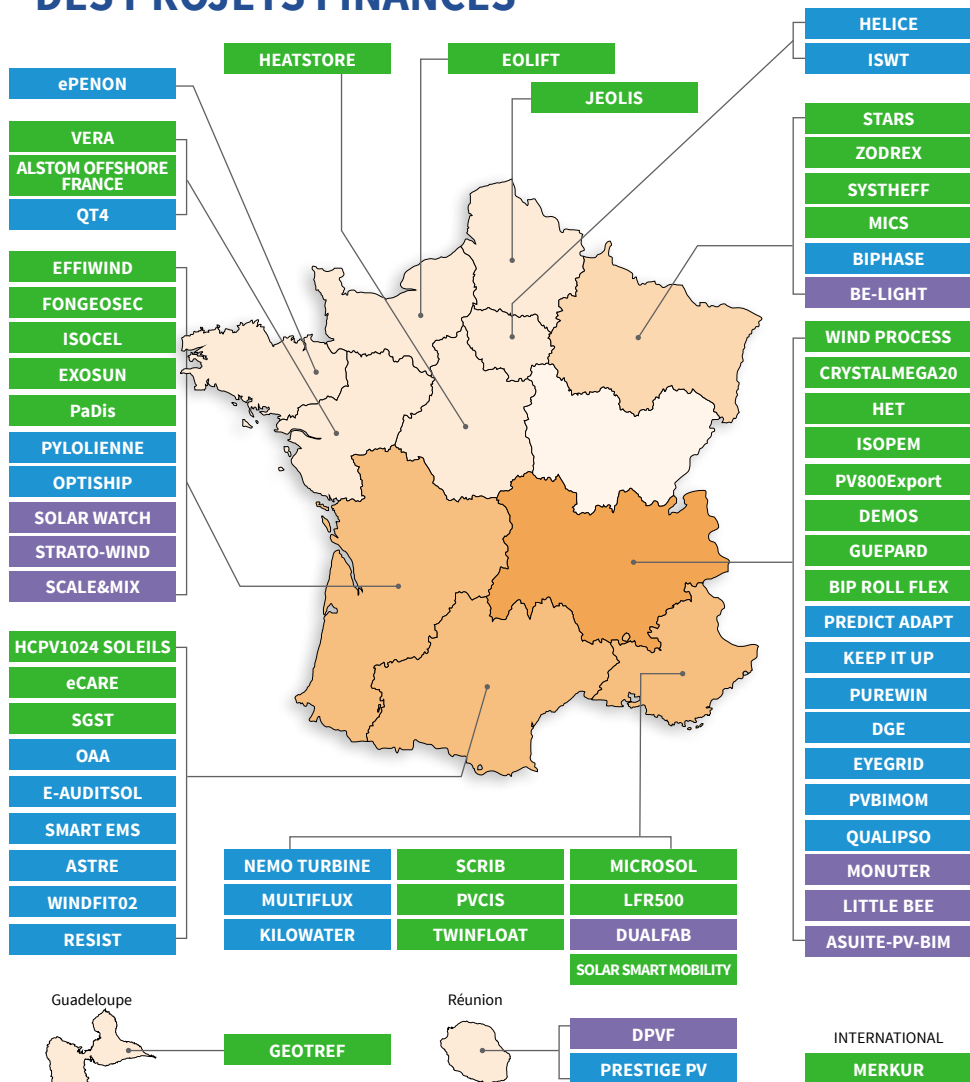 DES PROJETS FINANCÉS
HELICE
ISWT
HEATSTORE
EOLIFT
JEOLIS
ePENON
VERA
ALSTOM OFFSHORE
FRANCE
QT4
STARS
ZODREX
SYSTHEFF
MICS
BIPHASE
BE-LIGHT
EFFIWIND
FONGEOSEC
ISOCEL
EXOSUN
PaDis
PYLOLIENNE
OPTISHIP
SOLAR WATCH
STRATO-WIND
SCALE&MIX
WIND PROCESS
CRYSTALMEGA20
HET
ISOPEM
PV800Export
DEMOS
GUEPARD
BIP ROLL FLEX
PREDICT ADAPT
KEEP IT UP
PUREWIN
DGE
EYEGRID
PVBIMOM
QUALIPSO
MONUTER
LITTLE BEE
ASUITE-PV-BIM
HCPV1024 SOLEILS
eCARE
SGST
OAA
E-AUDITSOL
SMART EMS
ASTRE
WINDFIT02
RESIST
NEMO TURBINE
MULTIFLUX
KILOWATER
SCRIB
PVCIS
TWINFLOAT
MICROSOL
LFR500
DUALFAB
SOLAR SMART MOBILITY
Guadeloupe
GEOTREF
Réunion
DPVF
PRESTIGE PV
INTERNATIONAL
MERKUR